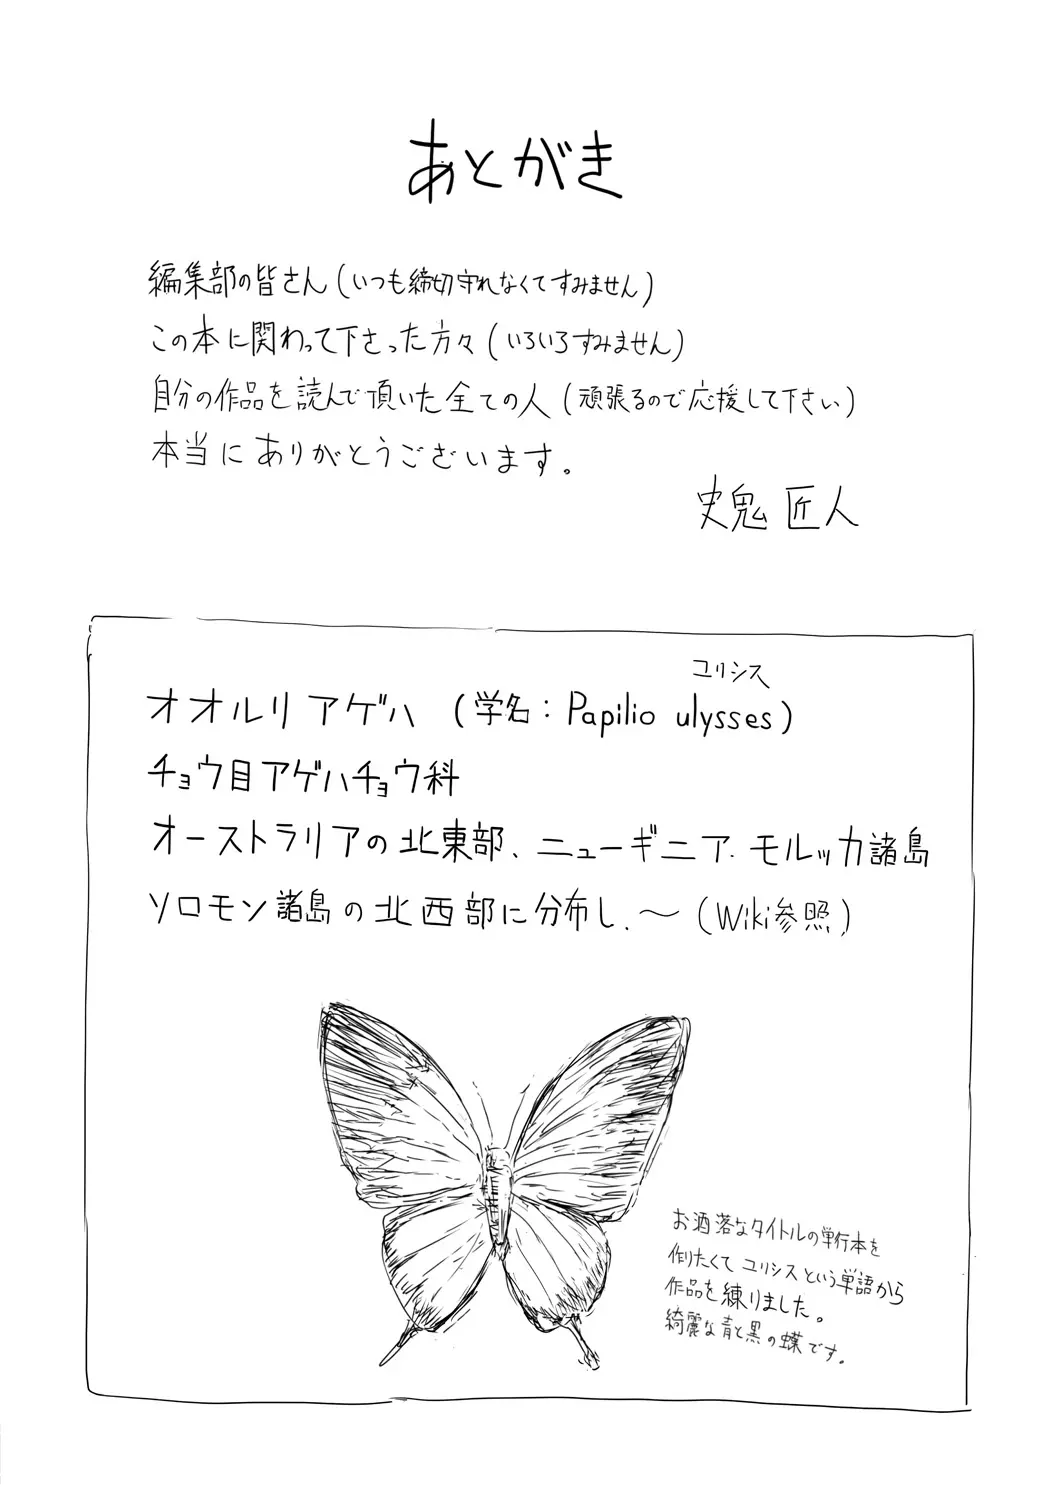 あとがき
編集部の皆さん(いつも締切守れなくてすみません)
この本に関わって下さった方々(いろいろすみません)
自分の作品を読んで頂いた全ての人(頑張るので応援して下さい)
本当にありがとうございます。
史鬼匠人
ユリシス
オオルリアゲハ (学名:Papilio ulysses)
チョウ目アゲハチョウ科
オーストラリアの北東部、ニューギニア、モルッカ諸島
ソロモン諸島の北西部に分布し、〜(Wiki参照)
お洒落なタイトルの単行本を
作りたくてユリシスという単語から
作品を練りました。
綺麗な青と黒の蝶です。